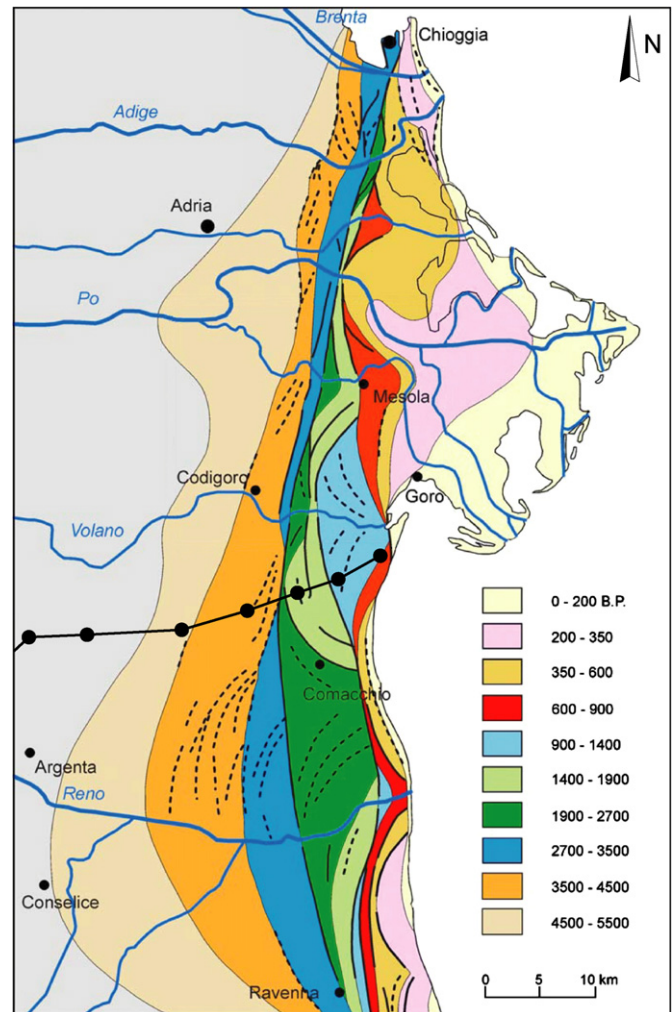 Brenta
Chioggia
N
Adige
Adria
Po
Mesola
Codigoro
Goro
Volano
0 - 200 B.P.
200 - 350
350 - 600
600 - 900
900 - 1400
1400 - 1900
1900 - 2700
2700 - 3500
3500 - 4500
4500 - 5500
Comacchio
Argenta
Reno
Conselice
Ravenna
0 5 10 km